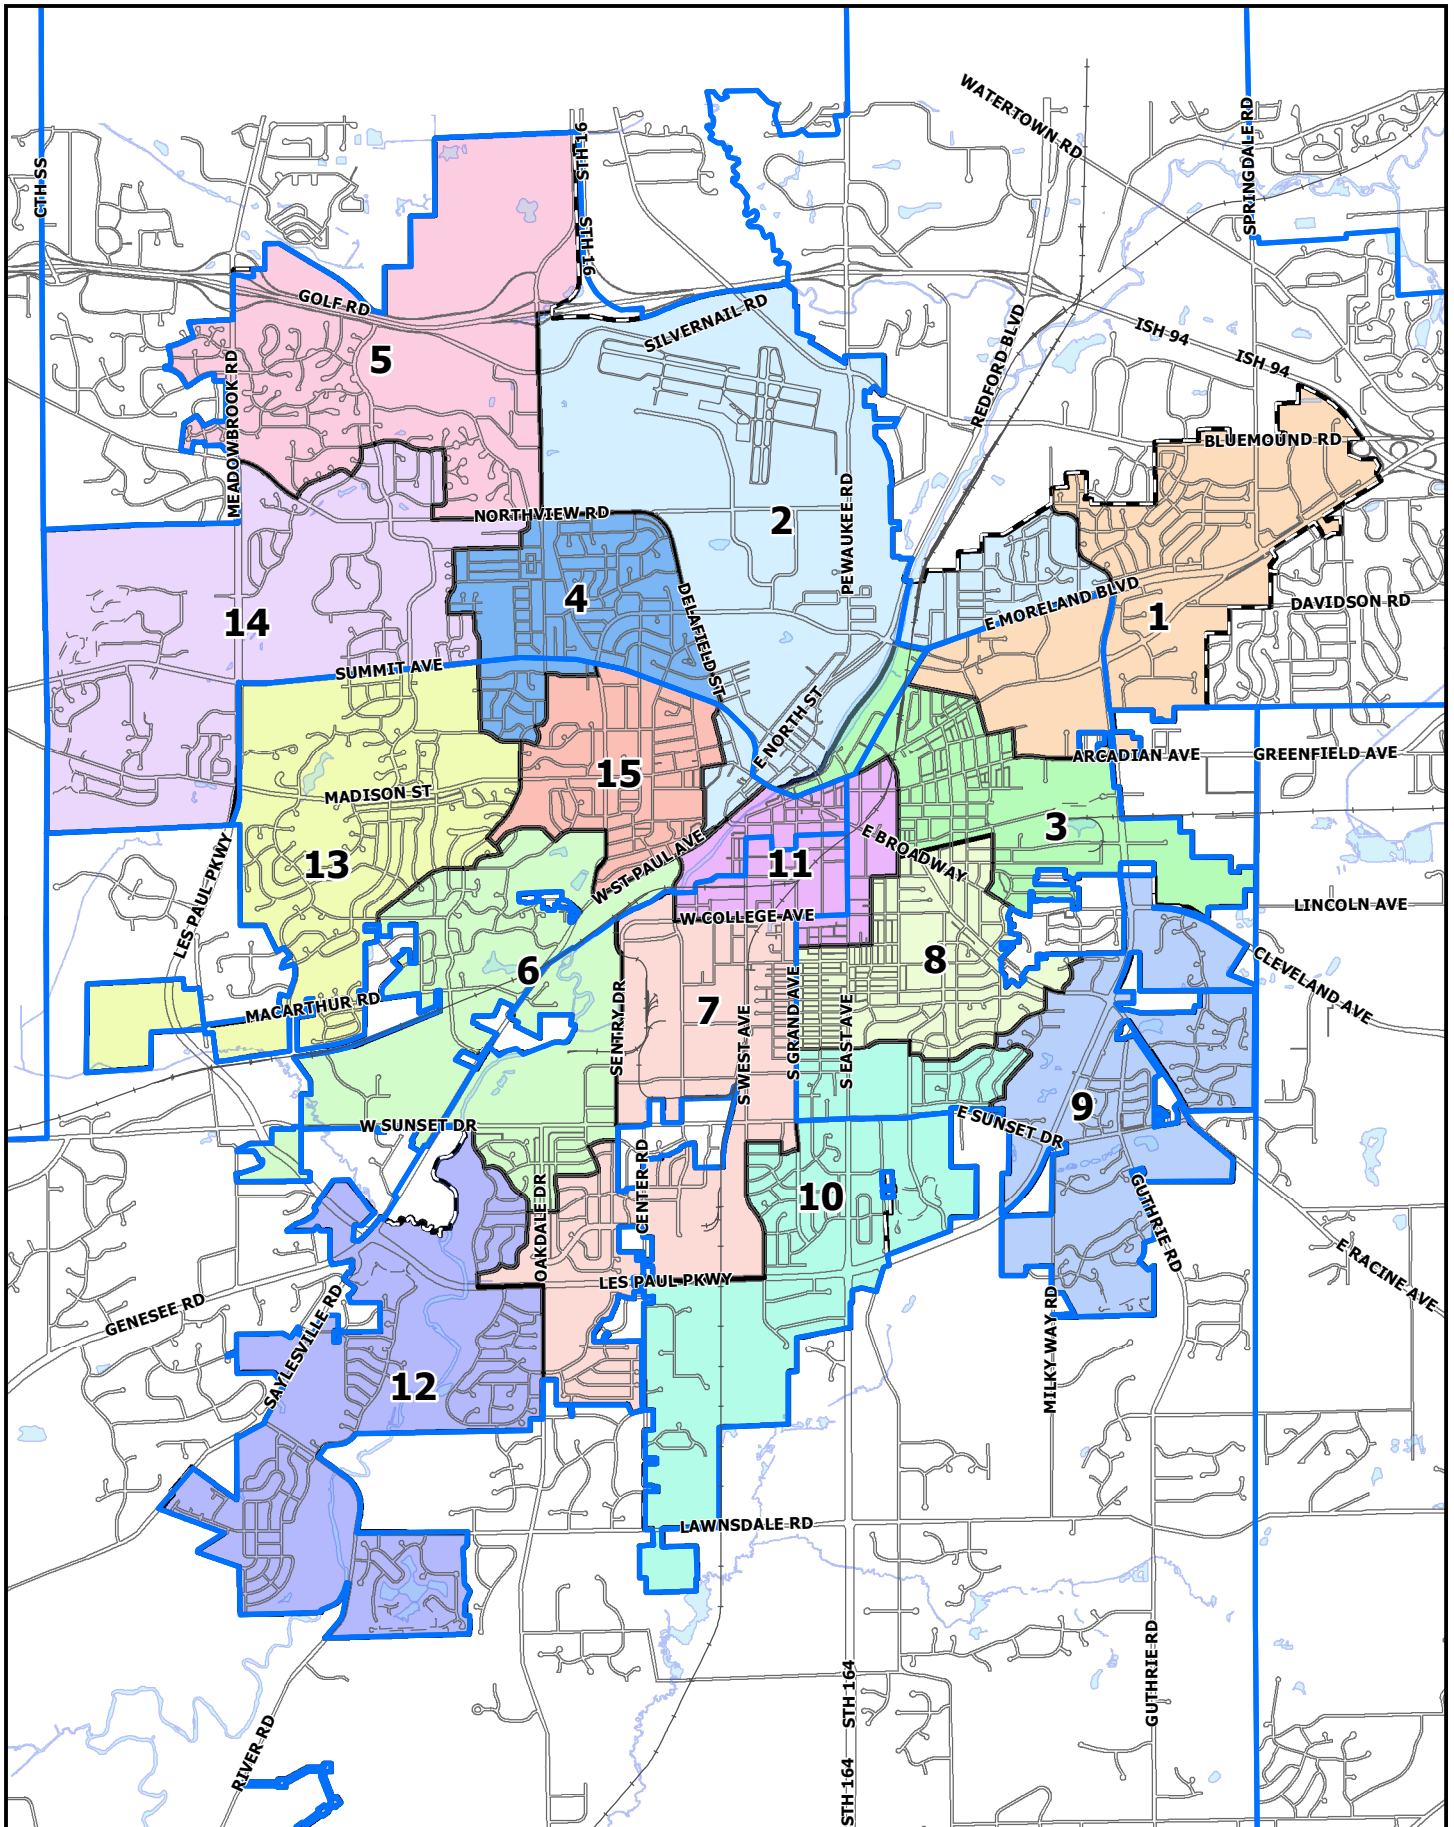 WATERTOWN RD
STH 16
SPRINGDALE RD
CTH SS
STH 16
GOLF RD
SILVERNAIL RD
ISH 94
ISH 94
REDFORD BLVD
5
MEADOWBROOK RD
BLUEMOUND RD
NORTHVIEW RD
2
PEWAUKEE RD
4
DELAFIELD ST
E MORELAND BLVD
1
DAVIDSON RD
14
SUMMIT AVE
E NORTH ST
ARCADIAN AVE
GREENFIELD AVE
15
MADISON ST
3
E BROADWAY
13
W ST PAUL AVE
11
LES PAUL PKWY
W COLLEGE AVE
LINCOLN AVE
8
6
CLEVELAND AVE
MACARTHUR RD
7
SENTRY DR
S WEST AVE
S GRAND AVE
S EAST AVE
9
W SUNSET DR
E SUNSET DR
CENTER RD
10
OAKDALE DR
GUTHRIE RD
LES PAUL PKWY
E RACINE AVE
GENESEE RD
SAYLESVILLE RD
MILKY WAY RD
12
LAWNSDALE RD
GUTHRIE RD
STH 164
RIVER RD
STH 164